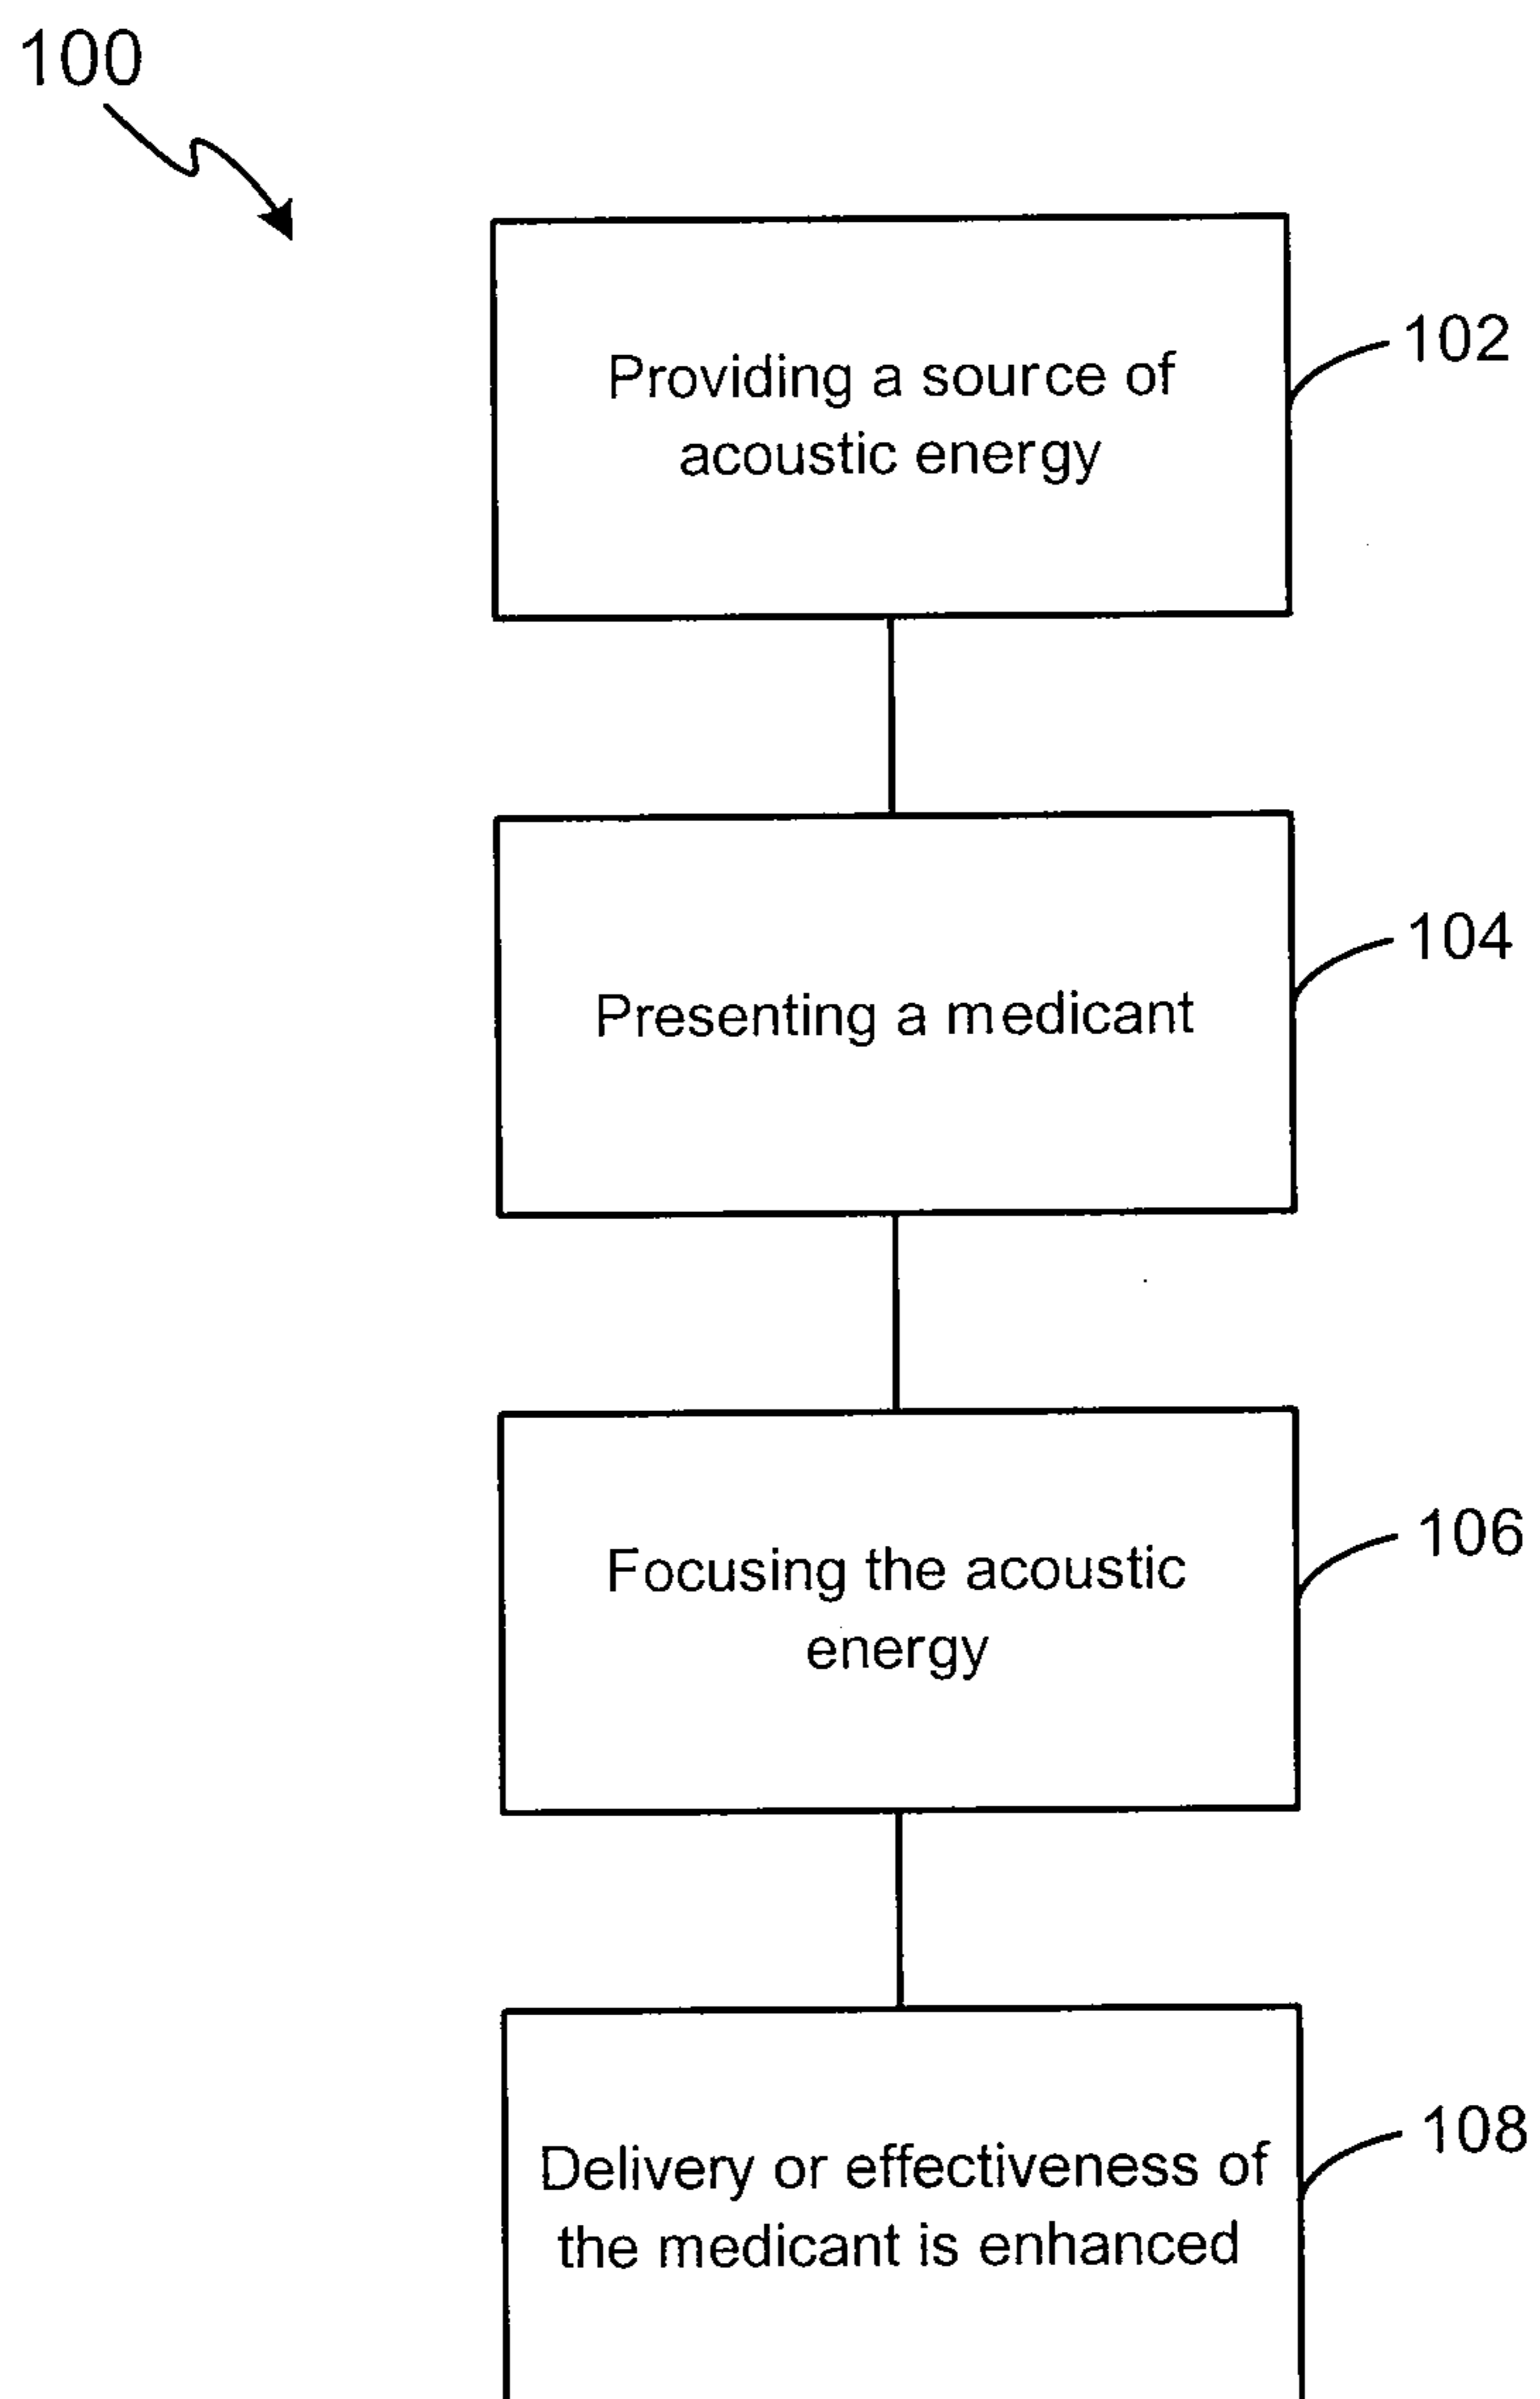 100
Providing a source of
acoustic energy
102
Presenting a medicant
104
Focusing the acoustic
energy
106
Delivery or effectiveness of
the medicant is enhanced
108